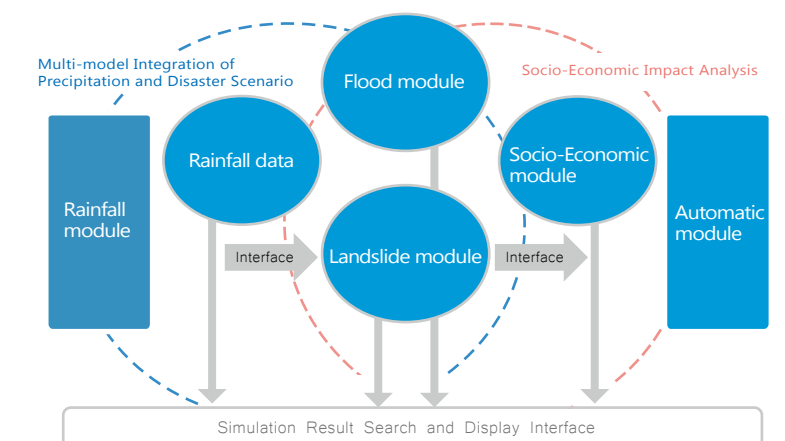 Multi-model Integration of
Precipitation and Disaster Scenario
Flood module
Socio-Economic Impact Analysis
Rainfall data
Socio-Economic
module
Rainfall
module
Automatic
module
Interface
Landslide module
Interface
Simulation Result Search and Display Interface